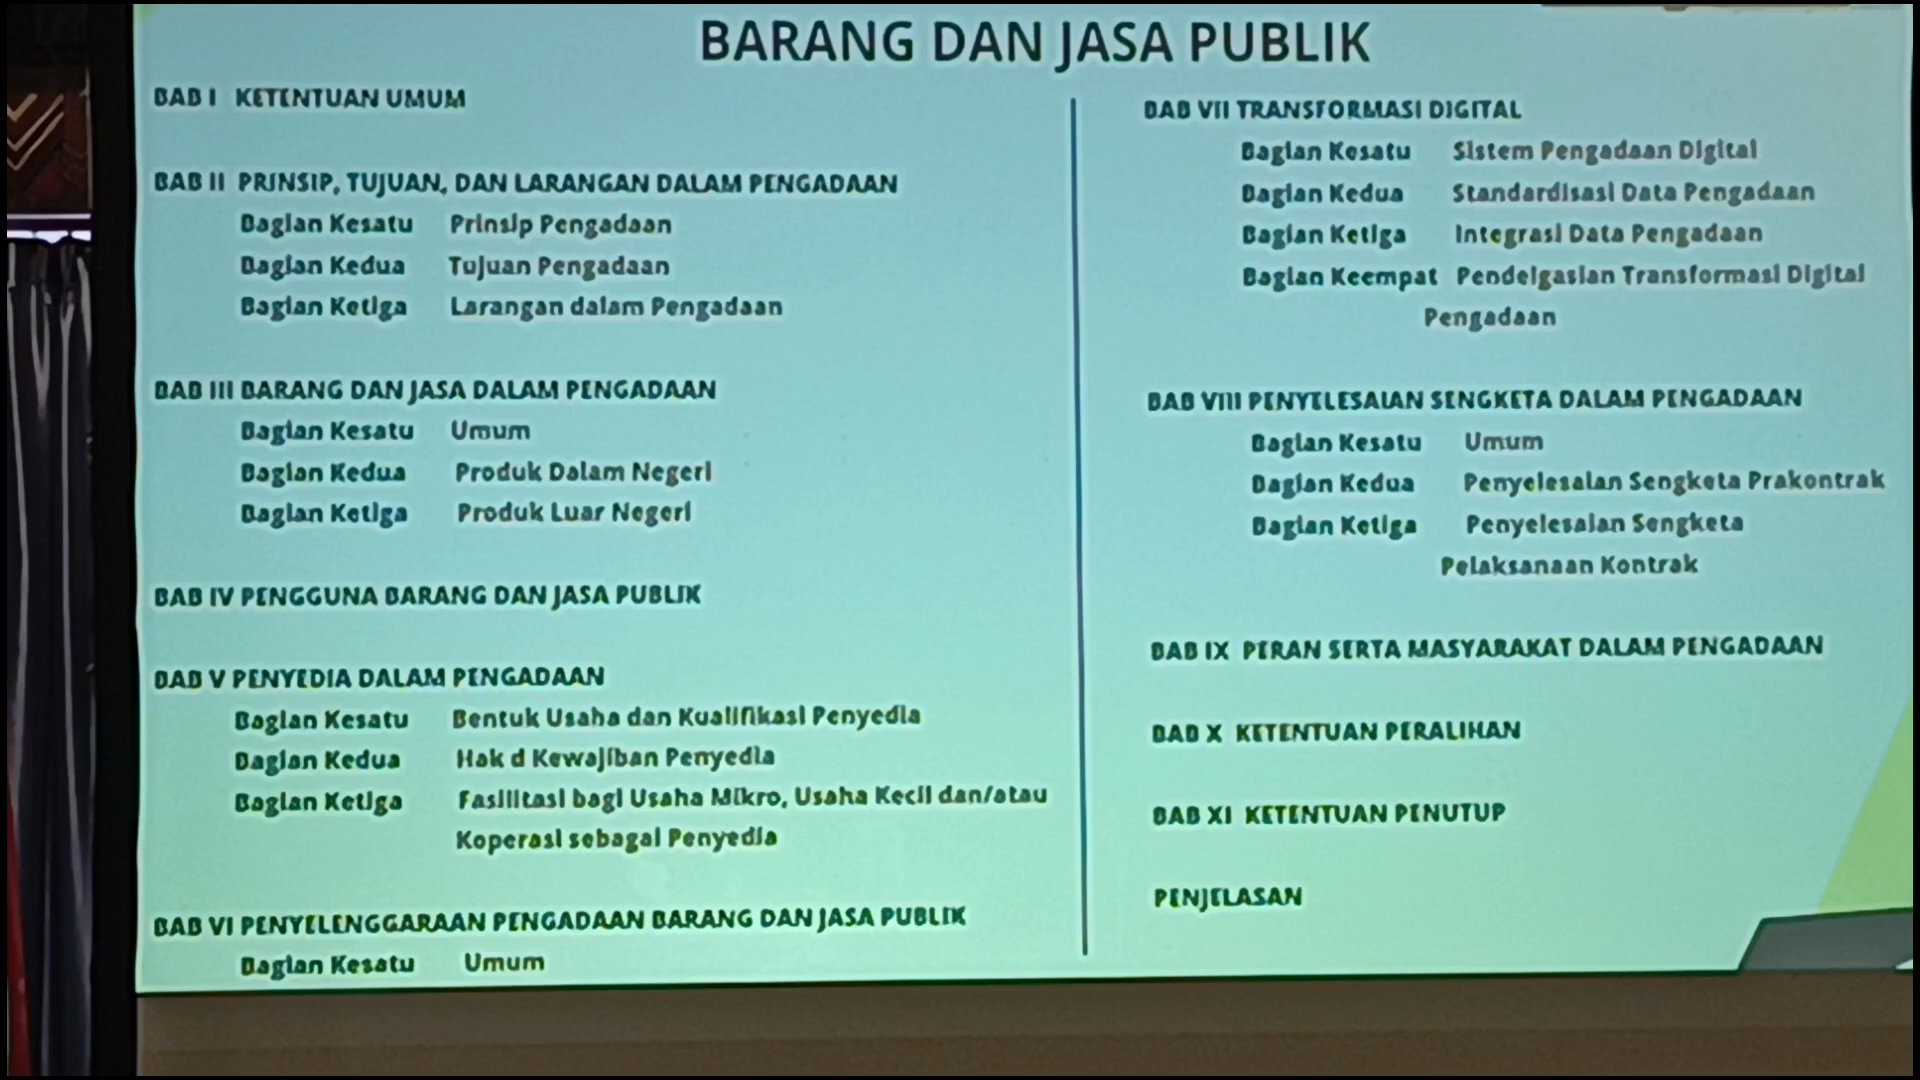 BARANG DAN JASA PUBLIK
BAB I KETENTUAN UMUM
BAB II PRINSIP, TUJUAN, DAN LARANGAN DALAM PENGADAAN
Bagian Kesatu Prinsip Pengadaan
Bagian Kedua Tujuan Pengadaan
Bagian Ketiga Larangan dalam Pengadaan
BAB III BARANG DAN JASA DALAM PENGADAAN
Bagian Kesatu Umum
Bagian Kedua Produk Dalam Negeri
Bagian Ketiga Produk Luar Negeri
BAB IV PENGGUNA BARANG DAN JASA PUBLIK
BAB V PENYEDIA DALAM PENGADAAN
Bagian Kesatu Bentuk Usaha dan Kualifikasi Penyedia
Bagian Kedua Hak d Kewajiban Penyedia
Bagian Ketiga Fasilitasi bagi Usaha Mikro, Usaha Kecil dan/atau
Koperasi sebagai Penyedia
BAB VI PENYELENGGARAAN PENGADAAN BARANG DAN JASA PUBLIK
Bagian Kesatu Umum
BAB VII TRANSFORMASI DIGITAL
Bagian Kesatu Sistem Pengadaan Digital
Bagian Kedua Standardisasi Data Pengadaan
Bagian Ketiga Integrasi Data Pengadaan
Bagian Keempat Pendelgasian Transformasi Digital
Pengadaan
BAB VIII PENYELESAIAN SENGKETA DALAM PENGADAAN
Bagian Kesatu Umum
Bagian Kedua Penyelesaian Sengketa Prakontrak
Bagian Ketiga Penyelesaian Sengketa
Pelaksanaan Kontrak
BAB IX PERAN SERTA MASYARAKAT DALAM PENGADAAN
BAB X KETENTUAN PERALIHAN
BAB XI KETENTUAN PENUTUP
PENJELASAN